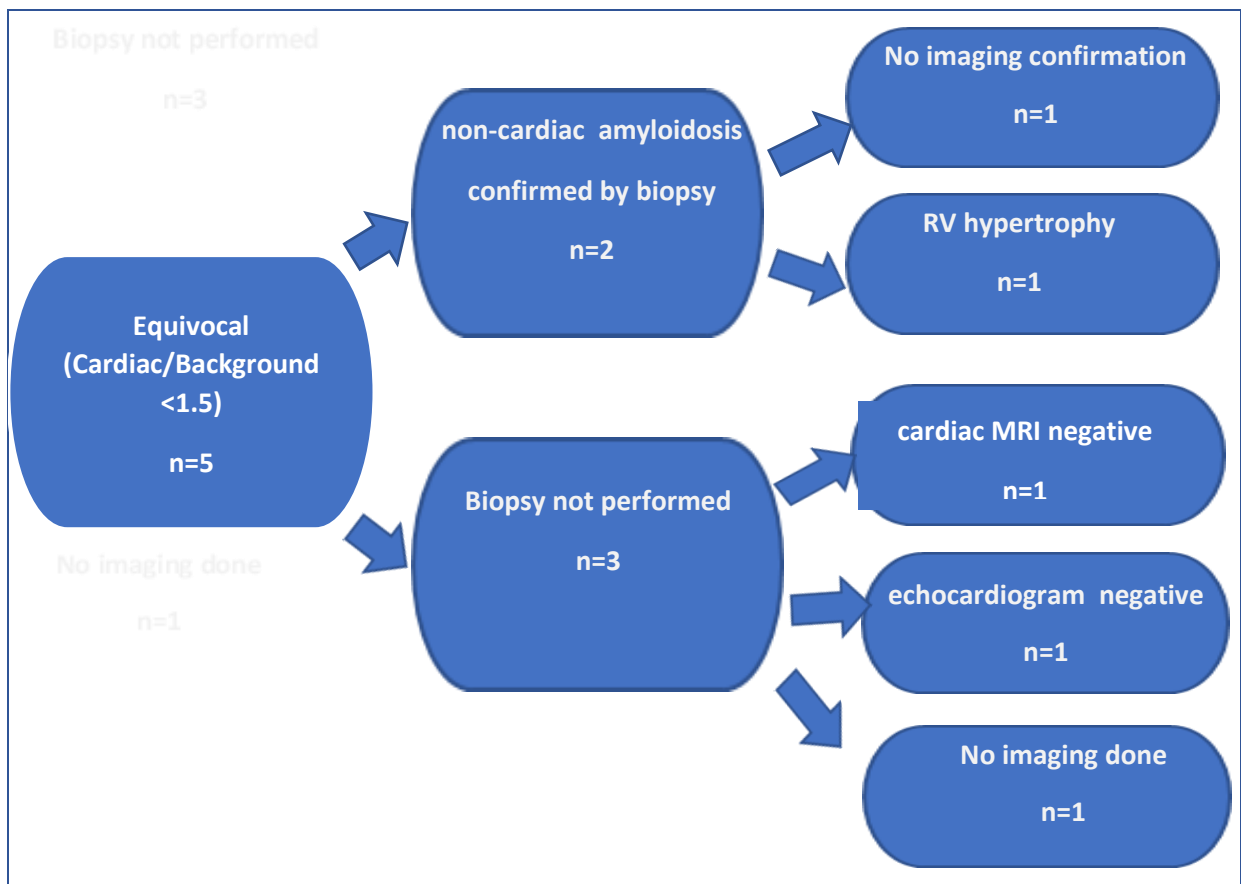 Biopsy not performed
n=3
No imaging done
n=1
Equivocal
(Cardiac/Background
<1.5)
n=5
non-cardiac amyloidosis
confirmed by biopsy
n=2
Biopsy not performed
n=3
No imaging confirmation
n=1
RV hypertrophy
n=1
cardiac MRI negative
n=1
echocardiogram negative
n=1
No imaging done
n=1